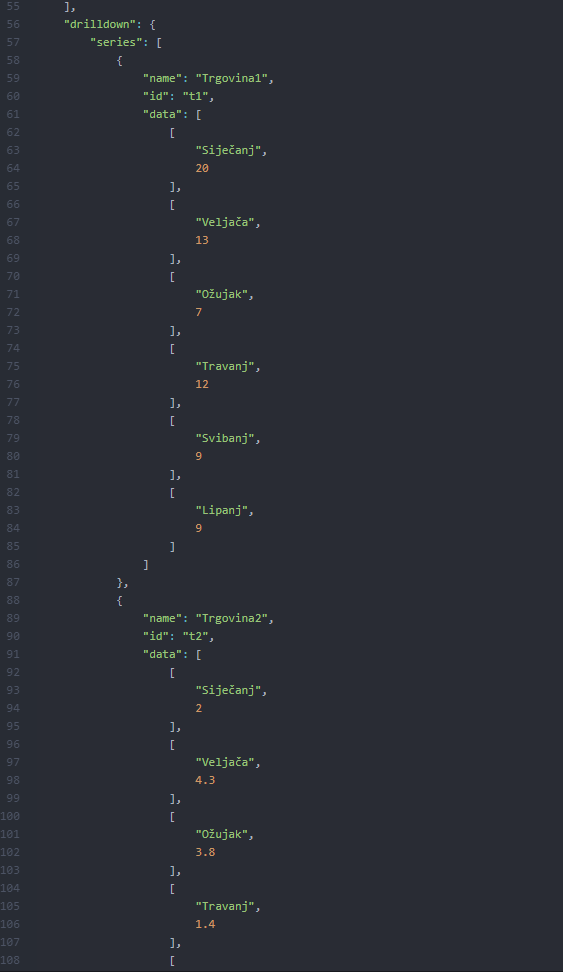 55 ],
56 "drilldown": {
57 "series": [
58 {
59 "name": "Trgovina1",
60 "id": "t1",
61 "data": [
62 [
63 "Siječanj",
64 20
65 ],
66 [
67 "Veljača",
68 13
69 ],
70 [
71 "Ožujak",
72 7
73 ],
74 [
75 "Travanj",
76 12
77 ],
78 [
79 "Svibanj",
80 9
81 ],
82 [
83 "Lipanj",
84 9
85 ]
86 ]
87 },
88 {
89 "name": "Trgovina2",
90 "id": "t2",
91 "data": [
92 [
93 "Siječanj",
94 2
95 ],
96 [
97 "Veljača",
98 4.3
99 ],
100 [
101 "Ožujak",
102 3.8
103 ],
104 [
105 "Travanj",
106 1.4
107 ],
108 [